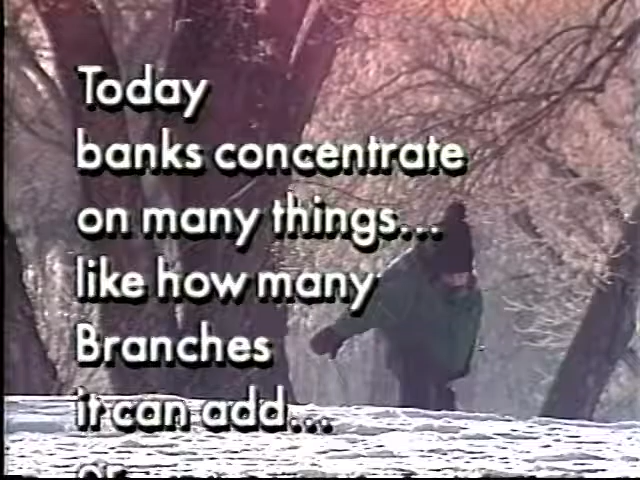 Today
banks concentrate
on many things...
like how many
Branches
it can add...